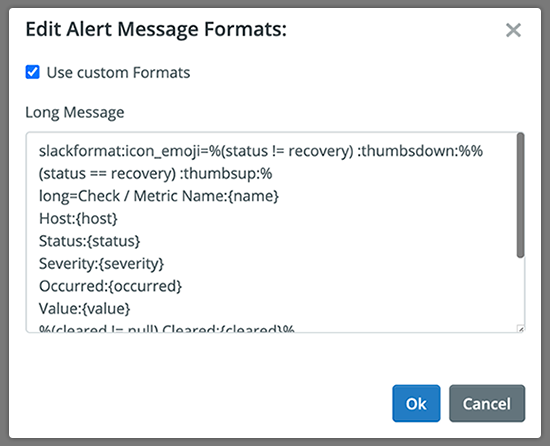 Edit Alert Message Formats:
Use custom Formats
Long Message
slackformat:icon_emoji=%(status != recovery) :thumbsdown:%%
(status == recovery) :thumbsup:%
long=Check / Metric Name:{name}
Host:{host}
Status:{status}
Severity:{severity}
Occurred:{occurred}
Value:{value}
%(cleared != null) Cleared:{cleared}%
Ok
Cancel